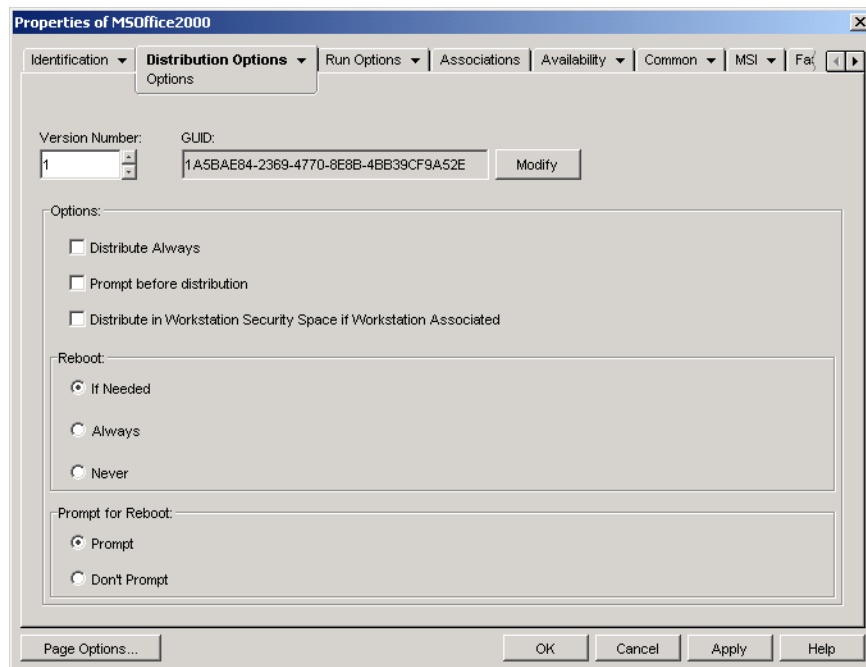 Properties of MSOffice2000
Identification Distribution Options Run Options Associations Availability Common MSI
Options
Version Number: GUID:
1 1A5BAE84-2369-4770-8E8B-4BB39CF9A52E Modify
Options:
Distribute Always
Prompt before distribution
Distribute in Workstation Security Space if Workstation Associated
Reboot:
If Needed
Always
Never
Prompt for Reboot:
Prompt
Don't Prompt
Page Options... OK Cancel Apply Help